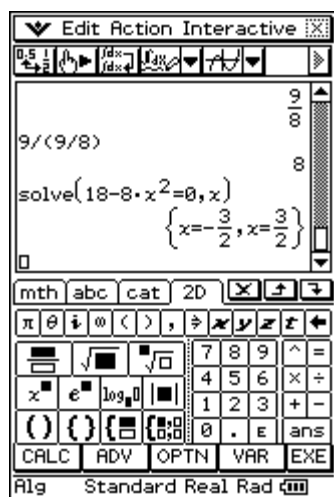 Edit Action Interactive
9/8
9/(9/8)
8
solve(18-8·x²=0,x)
{x=-3/2,x=3/2}
mth abc cat 2D
π θ i ∞ ( ) , ⇒ x y z t ←
7 8 9 ^ =
4 5 6 × ÷
1 2 3 + -
0 . E ans
x■ e■ log■□ |■|
() {} {■
CALC ADV OPTN VAR EXE
Alg Standard Real Rad